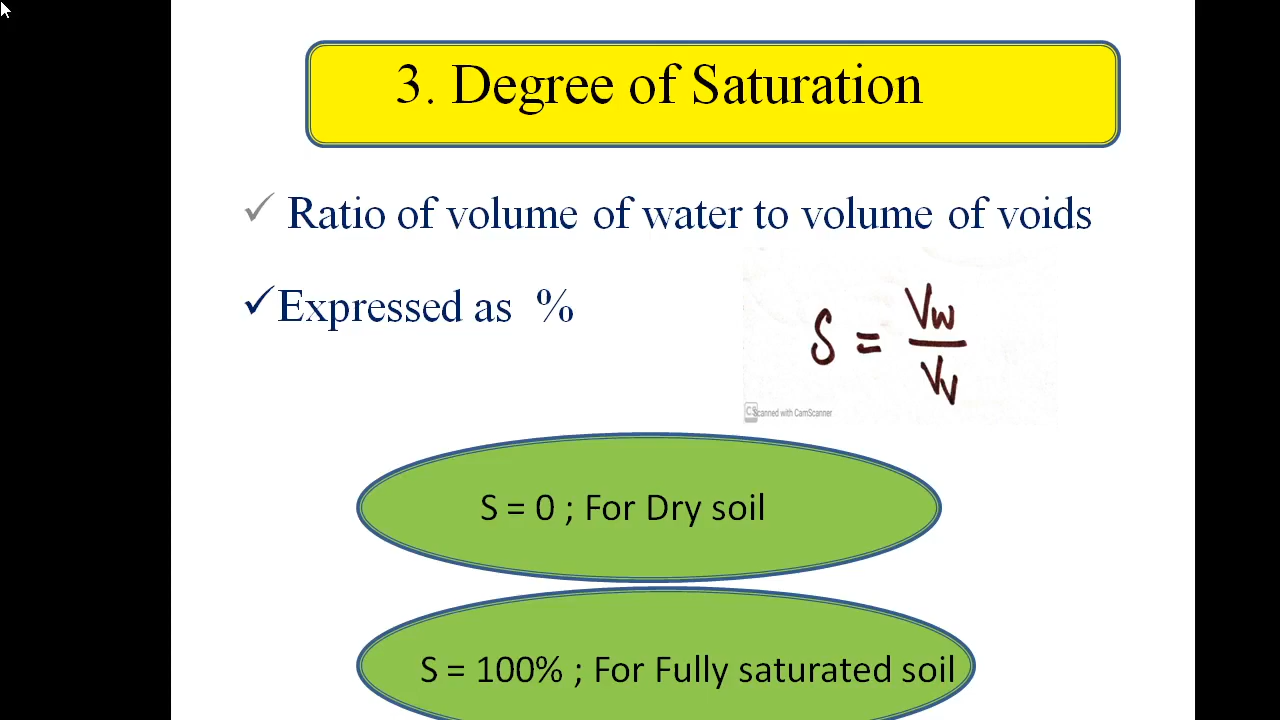 3. Degree of Saturation
✓ Ratio of volume of water to volume of voids
✓Expressed as %
S = Vw / Vv
CS Scanned with CamScanner
S = 0 ; For Dry soil
S = 100% ; For Fully saturated soil